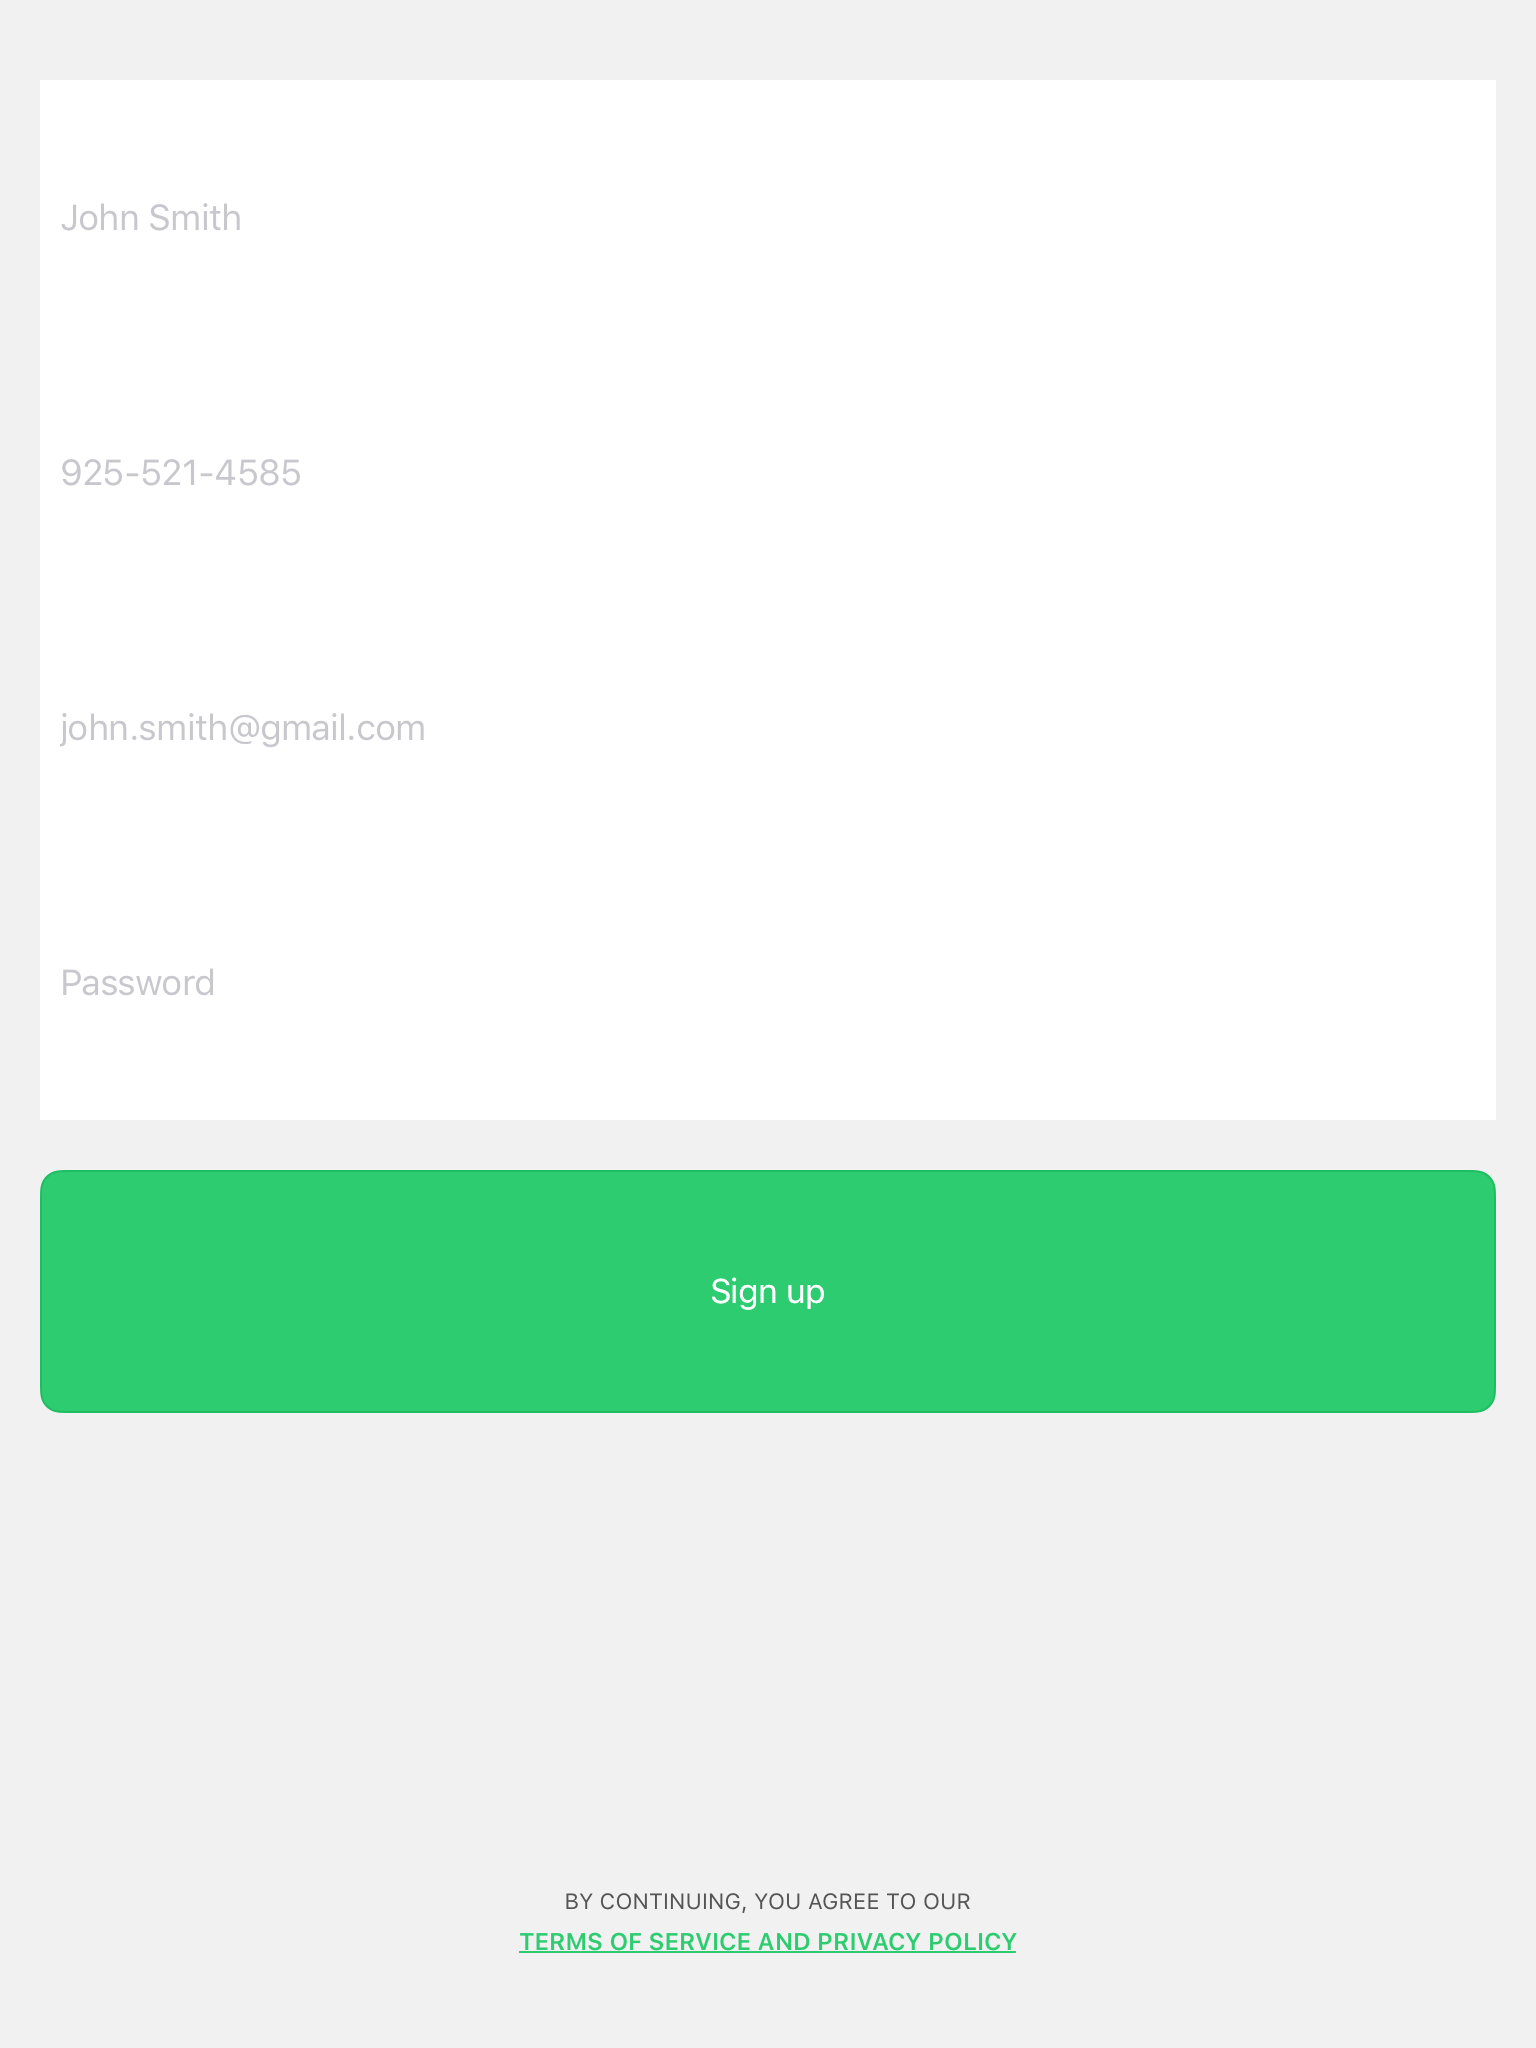 John Smith
925-521-4585
john.smith@gmail.com
Password
Sign up
BY CONTINUING, YOU AGREE TO OUR
TERMS OF SERVICE AND PRIVACY POLICY